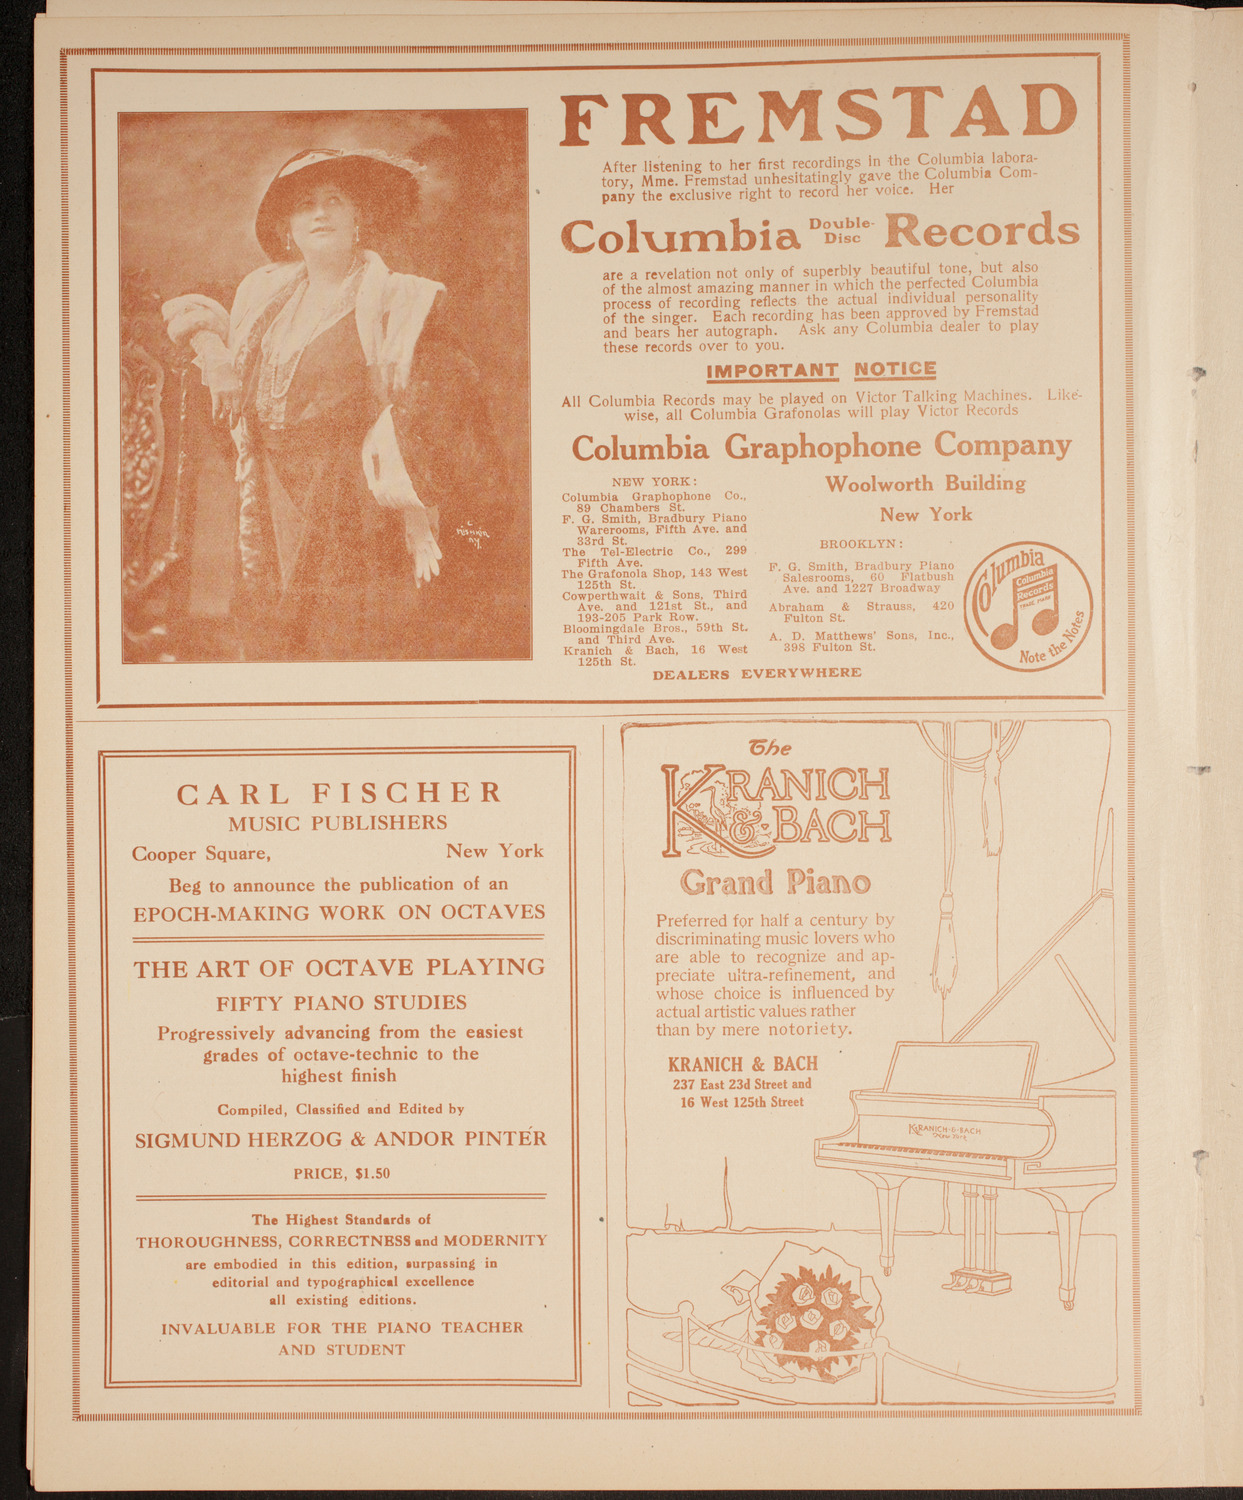 FREMSTAD
After listening to her first recordings in the Columbia labora-
tory, Mme. Fremstad unhesitatingly gave the Columbia Com-
pany the exclusive right to record her voice. Her
Columbia Double-Disc Records
are a revelation not only of superbly beautiful tone, but also
of the almost amazing manner in which the perfected Columbia
process of recording reflects the actual individual personality
of the singer. Each recording has been approved by Fremstad
and bears her autograph. Ask any Columbia dealer to play
these records over to you.
IMPORTANT NOTICE
All Columbia Records may be played on Victor Talking Machines. Like-
wise, all Columbia Grafonolas will play Victor Records
Columbia Graphophone Company
Woolworth Building
New York
NEW YORK:
Columbia Graphophone Co.,
89 Chambers St.
F. G. Smith, Bradbury Piano
Warerooms, Fifth Ave. and
33rd St.
The Tel-Electric Co., 299
Fifth Ave.
The Grafonola Shop, 143 West
125th St.
Cowperthwait & Sons, Third
Ave. and 121st St., and
193-205 Park Row.
Bloomingdale Bros., 59th St.
and Third Ave.
Kranich & Bach, 16 West
125th St.
BROOKLYN:
F. G. Smith, Bradbury Piano
Salesrooms, 60 Flatbush
Ave. and 1227 Broadway
Abraham & Strauss, 420
Fulton St.
A. D. Matthews' Sons, Inc.,
398 Fulton St.
Columbia
Columbia
Records
TRADE MARK
Note the Notes
DEALERS EVERYWHERE
C
Mishkin
N.Y.
CARL FISCHER
MUSIC PUBLISHERS
Cooper Square, New York
Beg to announce the publication of an
EPOCH-MAKING WORK ON OCTAVES
THE ART OF OCTAVE PLAYING
FIFTY PIANO STUDIES
Progressively advancing from the easiest
grades of octave-technic to the
highest finish
Compiled, Classified and Edited by
SIGMUND HERZOG & ANDOR PINTÉR
PRICE, $1.50
The Highest Standards of
THOROUGHNESS, CORRECTNESS and MODERNITY
are embodied in this edition, surpassing in
editorial and typographical excellence
all existing editions.
INVALUABLE FOR THE PIANO TEACHER
AND STUDENT
The
KRANICH
& BACH
Grand Piano
Preferred for half a century by
discriminating music lovers who
are able to recognize and ap-
preciate ultra-refinement, and
whose choice is influenced by
actual artistic values rather
than by mere notoriety.
KRANICH & BACH
237 East 23d Street and
16 West 125th Street
KRANICH-&-BACH
New York